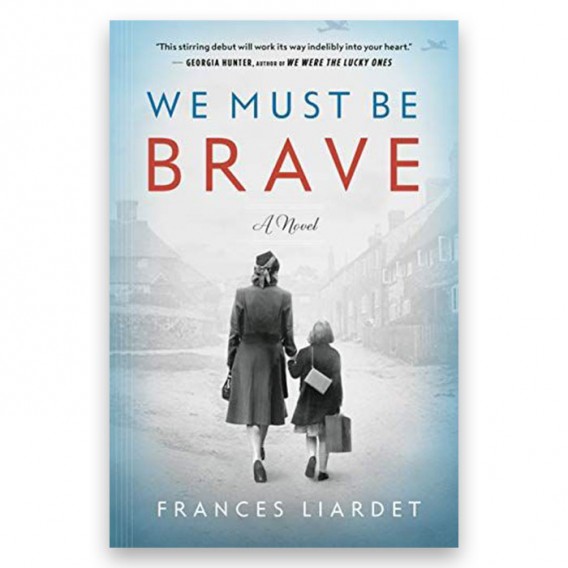 "This stirring debut will work its way indelibly into your heart."
— GEORGIA HUNTER, AUTHOR OF WE WERE THE LUCKY ONES
WE MUST BE
BRAVE
A Novel
FRANCES LIARDET